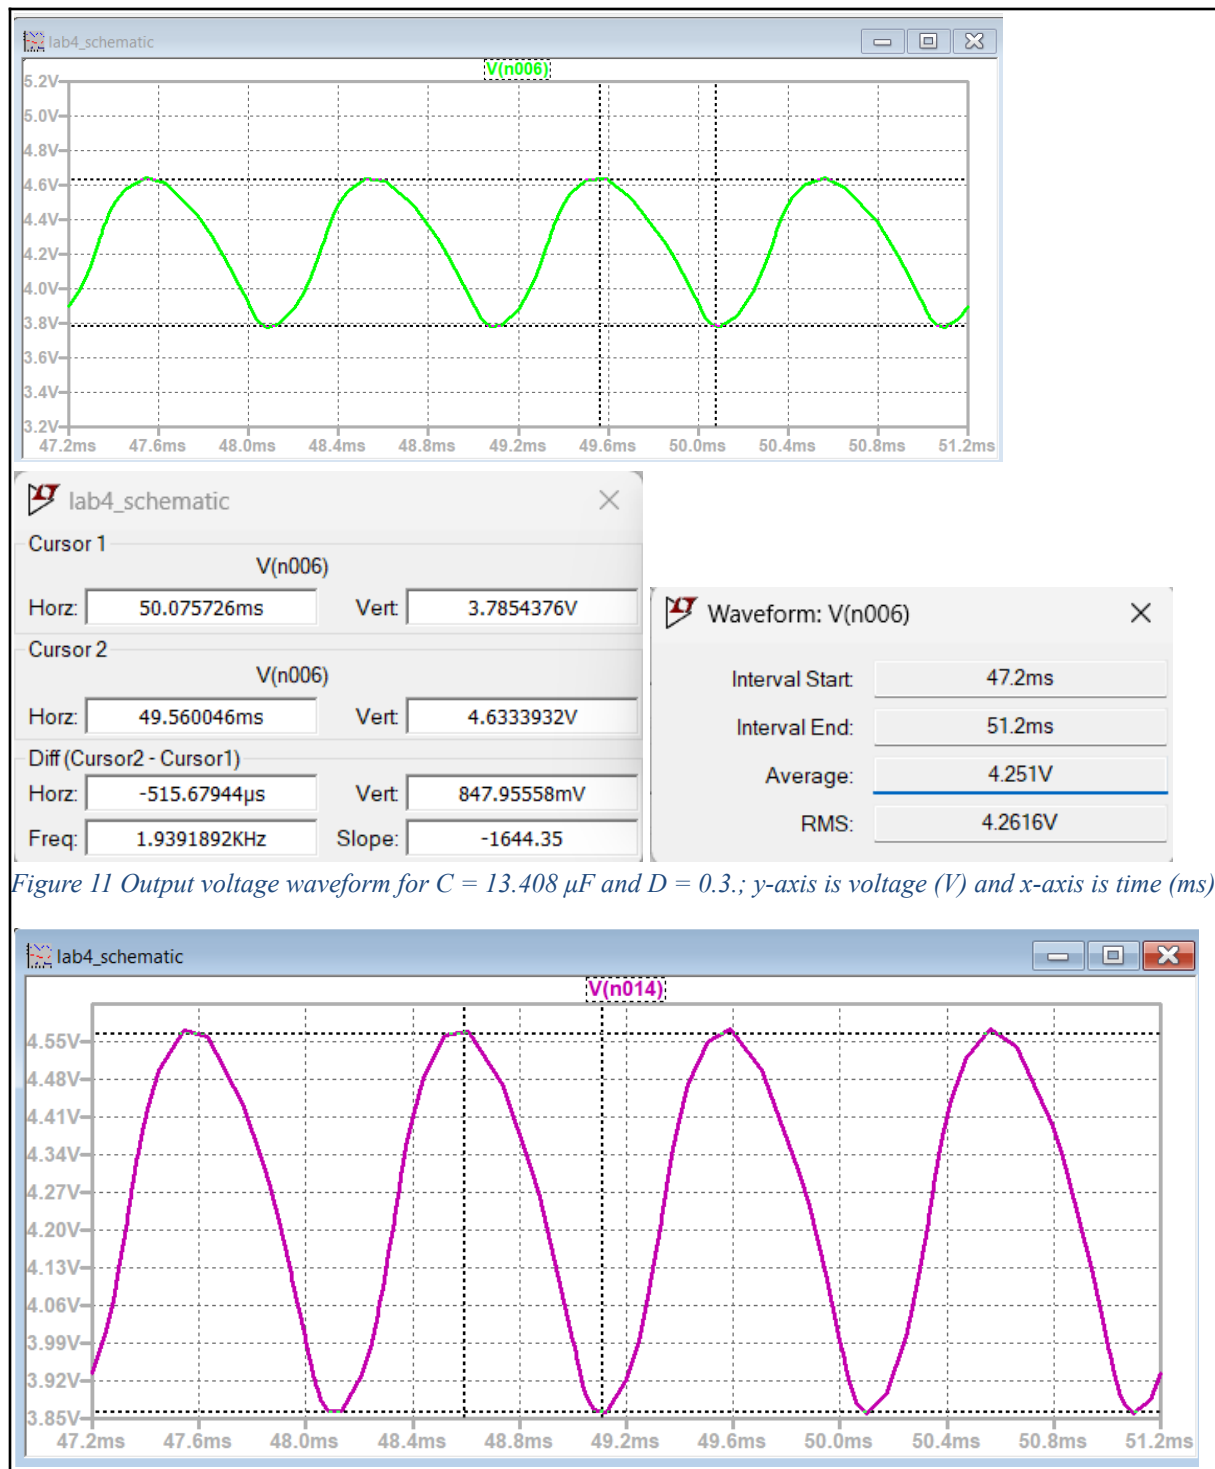 lab4_schematic
V(n006)
5.2V
5.0V
4.8V
4.6V
4.4V
4.2V
4.0V
3.8V
3.6V
3.4V
3.2V
47.2ms 47.6ms 48.0ms 48.4ms 48.8ms 49.2ms 49.6ms 50.0ms 50.4ms 50.8ms 51.2ms
lab4_schematic
Cursor 1
V(n006)
Horz: 50.075726ms Vert: 3.7854376V
Cursor 2
V(n006)
Horz: 49.560046ms Vert: 4.6333932V
Diff (Cursor2 - Cursor1)
Horz: -515.67944µs Vert: 847.95558mV
Freq: 1.9391892KHz Slope: -1644.35
Waveform: V(n006)
Interval Start: 47.2ms
Interval End: 51.2ms
Average: 4.251V
RMS: 4.2616V
Figure 11 Output voltage waveform for C = 13.408 µF and D = 0.3.; y-axis is voltage (V) and x-axis is time (ms)
lab4_schematic
V(n014)
4.55V
4.48V
4.41V
4.34V
4.27V
4.20V
4.13V
4.06V
3.99V
3.92V
3.85V
47.2ms 47.6ms 48.0ms 48.4ms 48.8ms 49.2ms 49.6ms 50.0ms 50.4ms 50.8ms 51.2ms